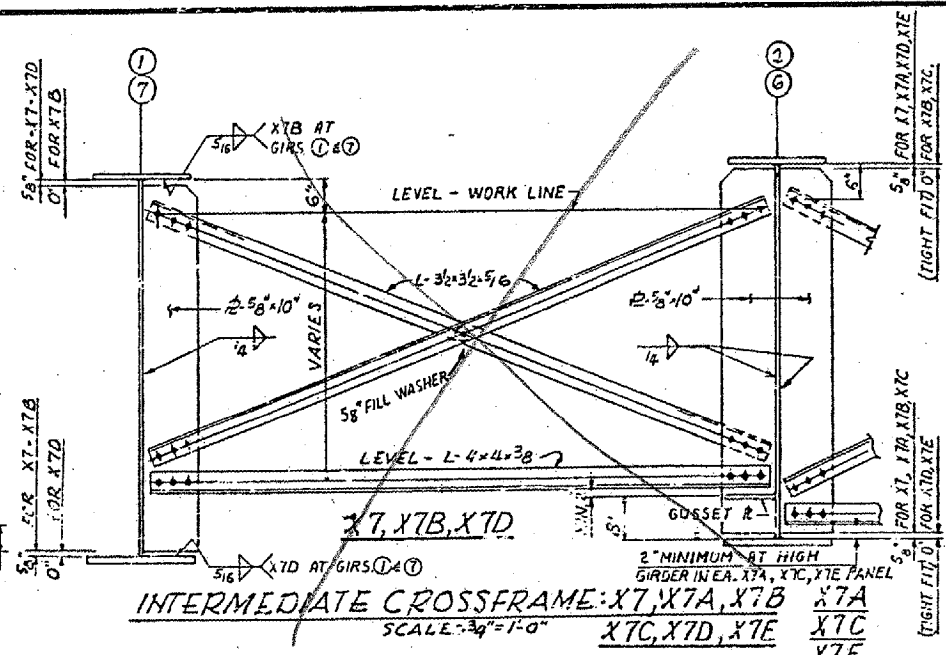 1
7
2
6
5/8" FOR X7-X7D
0" FOR X7B
5/16 X7B AT
GIRS. 1 & 7
6"
LEVEL - WORK LINE
5/8" FOR X7, X7A, X7D, X7E
(TIGHT FIT) 0" FOR X7B, X7C
6"
L-3½×3½×5/16
PL-5/8"×10"
VARIES
PL-5/8"×10"
1/4
1/4
5/8" FILL WASHER
LEVEL - L-4×4×3/8
5/8" FOR X7-X7B
0" FOR X7D
X7, X7B, X7D
MIN.
GUSSET PL
5/8" FOR X7, X7A, X7B, X7C
(TIGHT FIT) 0" FOR X7D, X7E
5/16 X7D AT GIRS. 1 & 7
2" MINIMUM AT HIGH
GIRDER IN EA. X7A, X7C, X7E PANEL
INTERMEDIATE CROSSFRAME: X7, X7A, X7B
SCALE: 3/4"=1'-0"
X7C, X7D, X7E
X7A
X7C
X7E